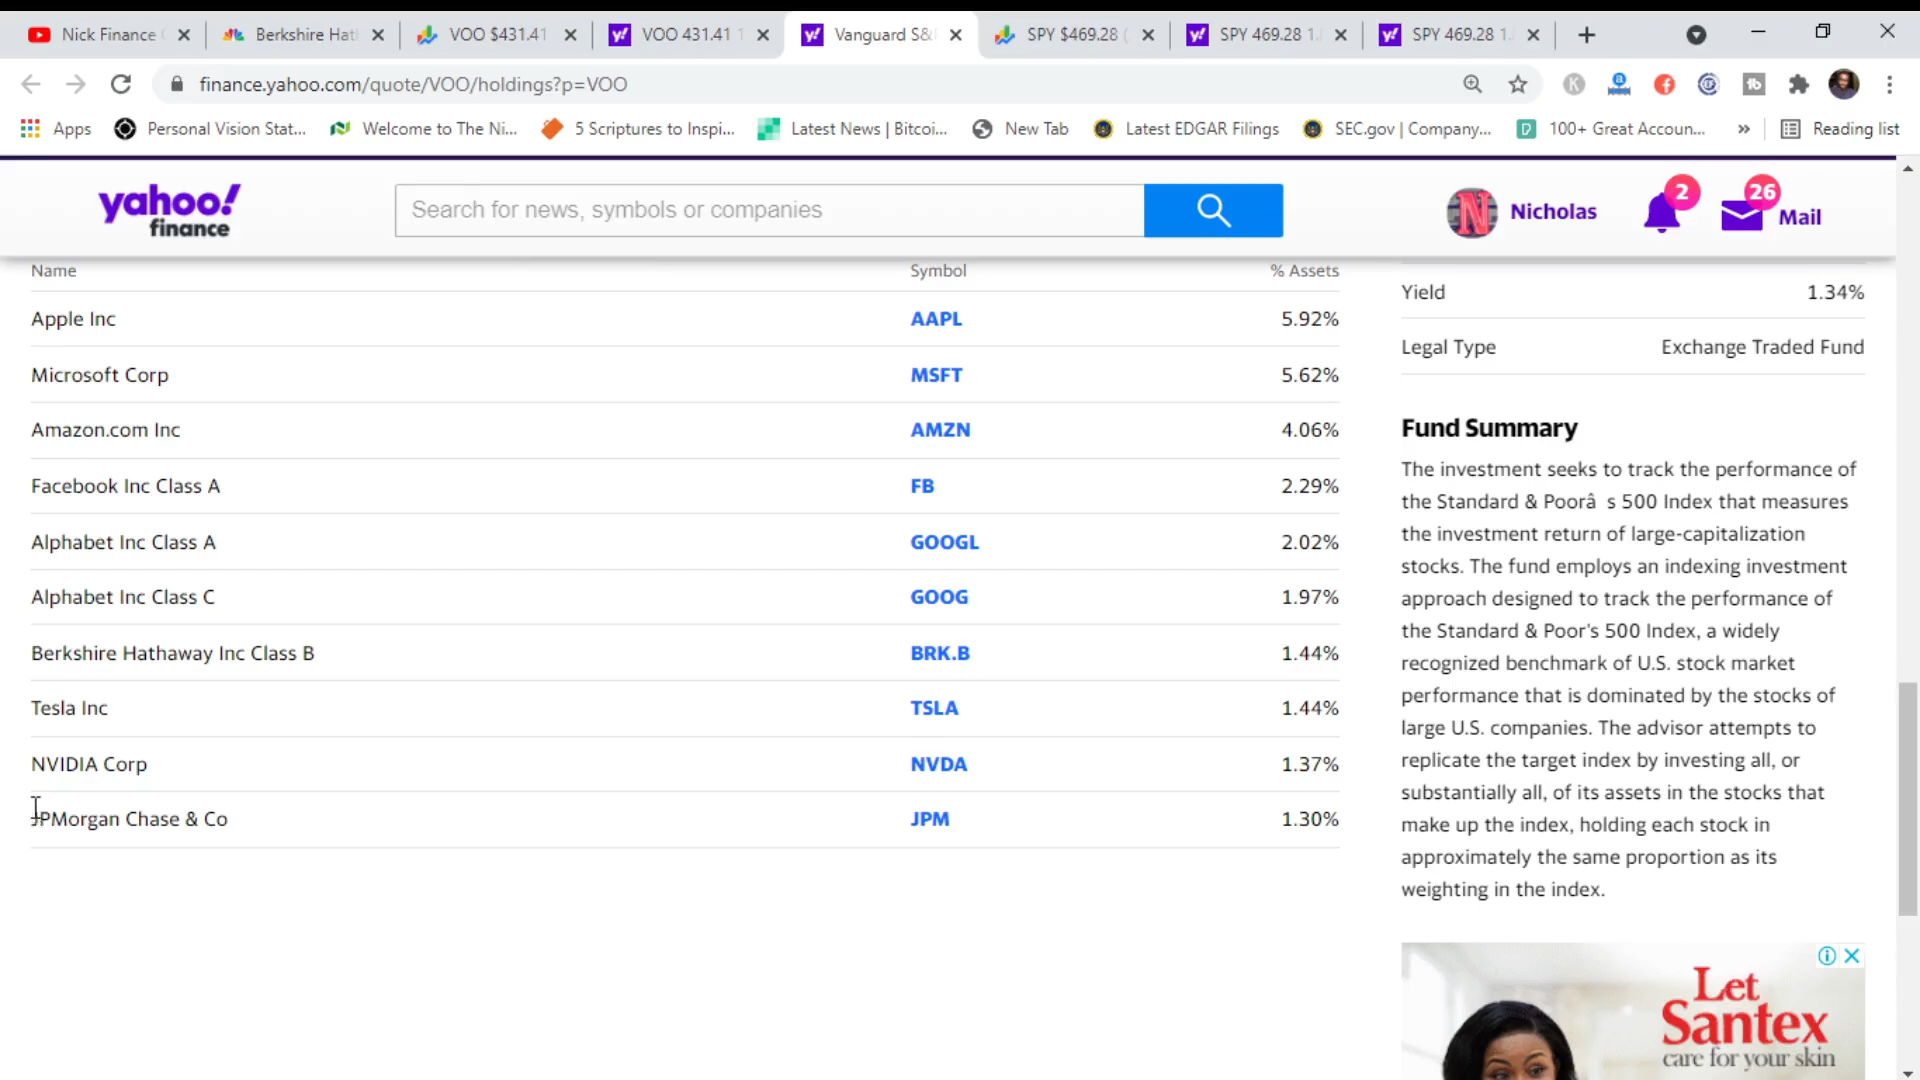 Nick Finance
Berkshire Hat
VOO $431.41
VOO 431.41 1
Vanguard S&
SPY $469.28 (
SPY 469.28 1.
SPY 469.28 1.
finance.yahoo.com/quote/VOO/holdings?p=VOO
Apps
Personal Vision Stat...
Welcome to The Ni...
5 Scriptures to Inspi...
Latest News | Bitcoi...
New Tab
Latest EDGAR Filings
SEC.gov | Company...
100+ Great Accoun...
»
Reading list
yahoo!
finance
Search for news, symbols or companies
Nicholas
2
26
Mail
Name Symbol % Assets
Apple Inc AAPL 5.92%
Microsoft Corp MSFT 5.62%
Amazon.com Inc AMZN 4.06%
Facebook Inc Class A FB 2.29%
Alphabet Inc Class A GOOGL 2.02%
Alphabet Inc Class C GOOG 1.97%
Berkshire Hathaway Inc Class B BRK.B 1.44%
Tesla Inc TSLA 1.44%
NVIDIA Corp NVDA 1.37%
JPMorgan Chase & Co JPM 1.30%
Yield 1.34%
Legal Type Exchange Traded Fund
Fund Summary
The investment seeks to track the performance of
the Standard & Poorâ s 500 Index that measures
the investment return of large-capitalization
stocks. The fund employs an indexing investment
approach designed to track the performance of
the Standard & Poor's 500 Index, a widely
recognized benchmark of U.S. stock market
performance that is dominated by the stocks of
large U.S. companies. The advisor attempts to
replicate the target index by investing all, or
substantially all, of its assets in the stocks that
make up the index, holding each stock in
approximately the same proportion as its
weighting in the index.
Let
Santex
care for your skin